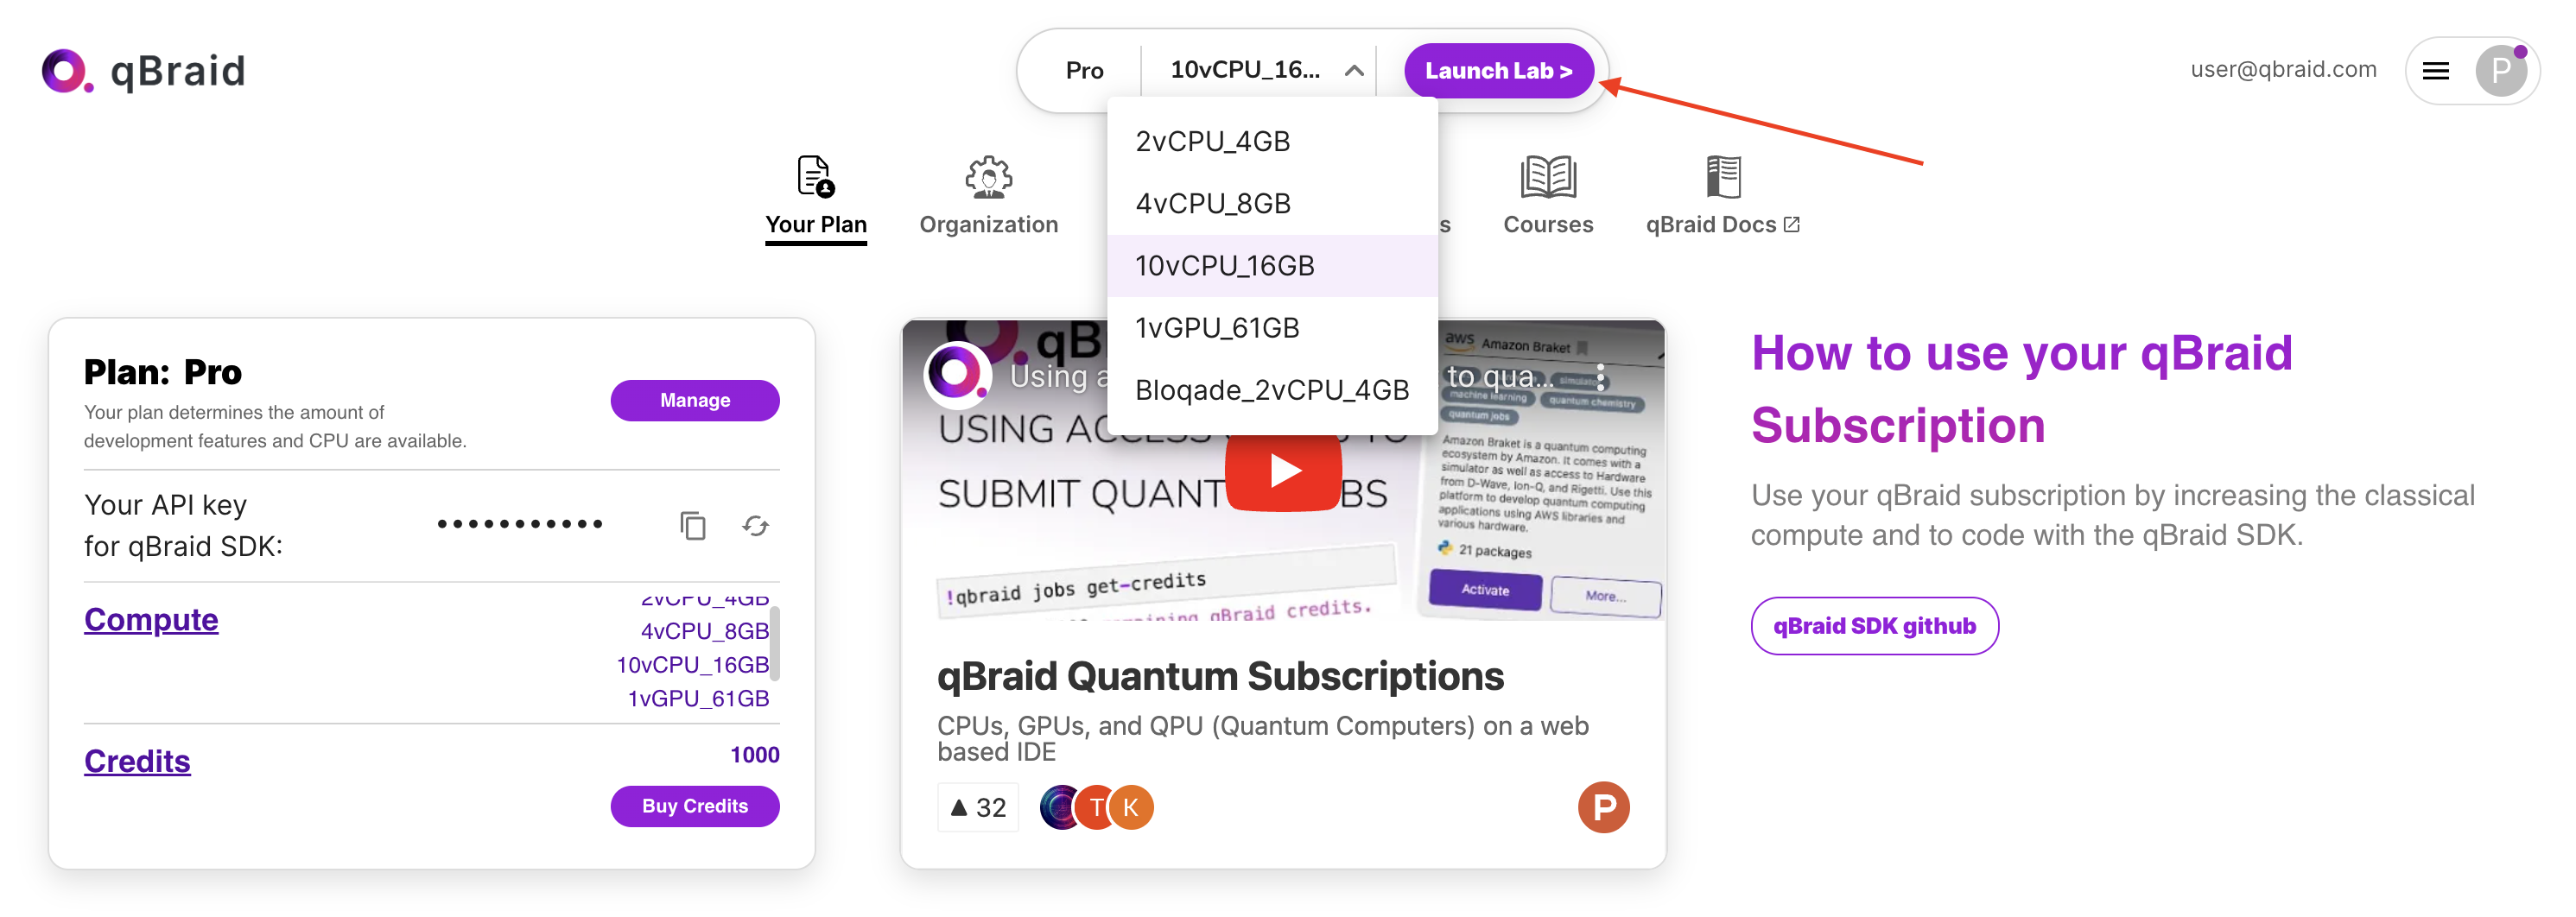 qBraid
Pro
10vCPU_16...
Launch Lab >
user@qbraid.com
P
2vCPU_4GB
4vCPU_8GB
10vCPU_16GB
1vGPU_61GB
Bloqade_2vCPU_4GB
Your Plan
Organization
s
Courses
qBraid Docs
Plan: Pro
Your plan determines the amount of
development features and CPU are available.
Manage
Your API key
for qBraid SDK:
Compute
2vCPU_4GB
4vCPU_8GB
10vCPU_16GB
1vGPU_61GB
Credits
1000
Buy Credits
qB
Using a
to qua...
USING ACCESS
TO
SUBMIT QUANT
BS
!qbraid jobs get-credits
remaining qBraid credits.
aws
Amazon Braket
simulator
machine learning
quantum chemistry
quantum jobs
Amazon Braket is a quantum computing
ecosystem by Amazon. It comes with a
simulator as well as access to Hardware
from D-Wave, Ion-Q, and Rigetti. Use this
platform to develop quantum computing
applications using AWS libraries and
various hardware.
21 packages
Activate
More...
qBraid Quantum Subscriptions
CPUs, GPUs, and QPU (Quantum Computers) on a web
based IDE
▲ 32
T
K
P
How to use your qBraid
Subscription
Use your qBraid subscription by increasing the classical
compute and to code with the qBraid SDK.
qBraid SDK github